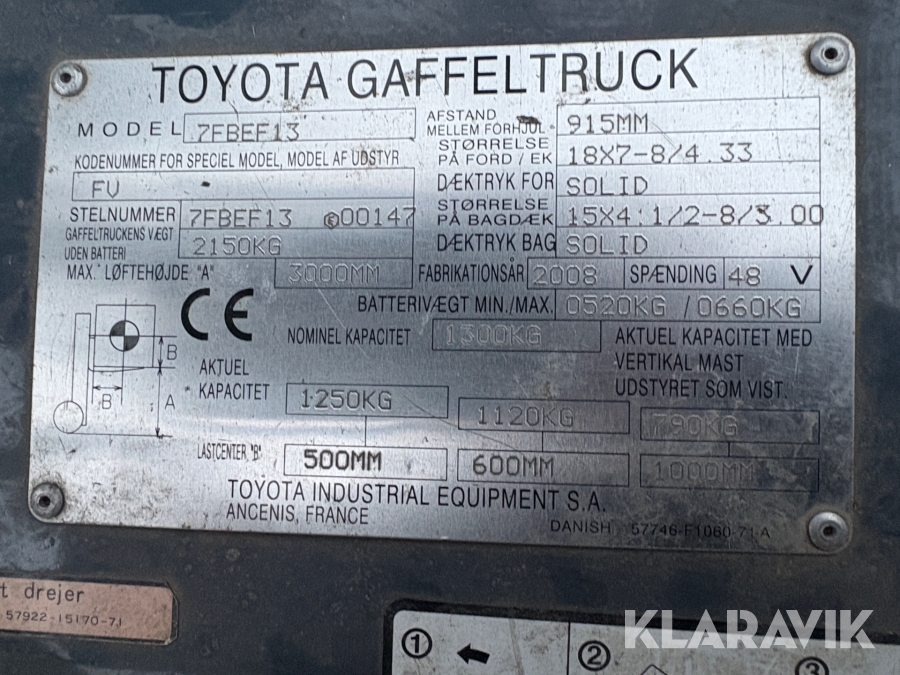 TOYOTA GAFFELTRUCK
MODEL 7FBEF13
KODENUMMER FOR SPECIEL MODEL, MODEL AF UDSTYR
FV
STELNUMMER 7FBEF13 E00147
GAFFELTRUCKENS VÆGT
UDEN BATTERI 2150KG
MAX. LØFTEHØJDE "A" 3000MM
AFSTAND
MELLEM FORHJUL 915MM
STØRRELSE
PÅ FORD / EK 18X7-8/4.33
DÆKTRYK FOR SOLID
STØRRELSE
PÅ BAGDÆK 15X4.1/2-8/3.00
DÆKTRYK BAG SOLID
FABRIKATIONSÅR 2008 SPÆNDING 48 V
BATTERIVÆGT MIN./MAX. 0520KG /0660KG
CE
NOMINEL KAPACITET 1300KG
AKTUEL KAPACITET MED
VERTIKAL MAST
UDSTYRET SOM VIST.
B
B
A
AKTUEL
KAPACITET 1250KG 1120KG 790KG
LASTCENTER "B" 500MM 600MM 1000MM
TOYOTA INDUSTRIAL EQUIPMENT S.A.
ANCENIS, FRANCE
DANISH 57746-F1080-71-A
t drejer
57922-15170-71
1 2 3
KLARAVIK